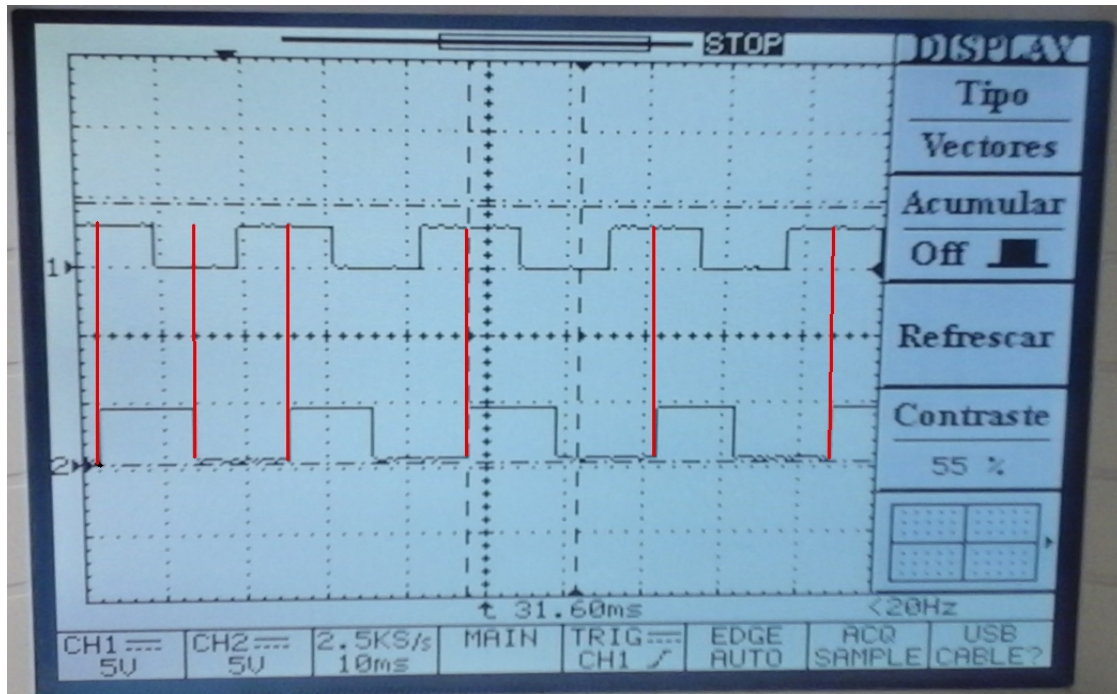 STOP
DISPLAY
Tipo
Vectores
Acumular
Off
Refrescar
Contraste
55 %
1
2
t 31.60ms
<20Hz
CH1 5V
CH2 5V
2.5KS/s 10ms
MAIN
TRIG CH1
EDGE AUTO
ACQ SAMPLE
USB CABLE?